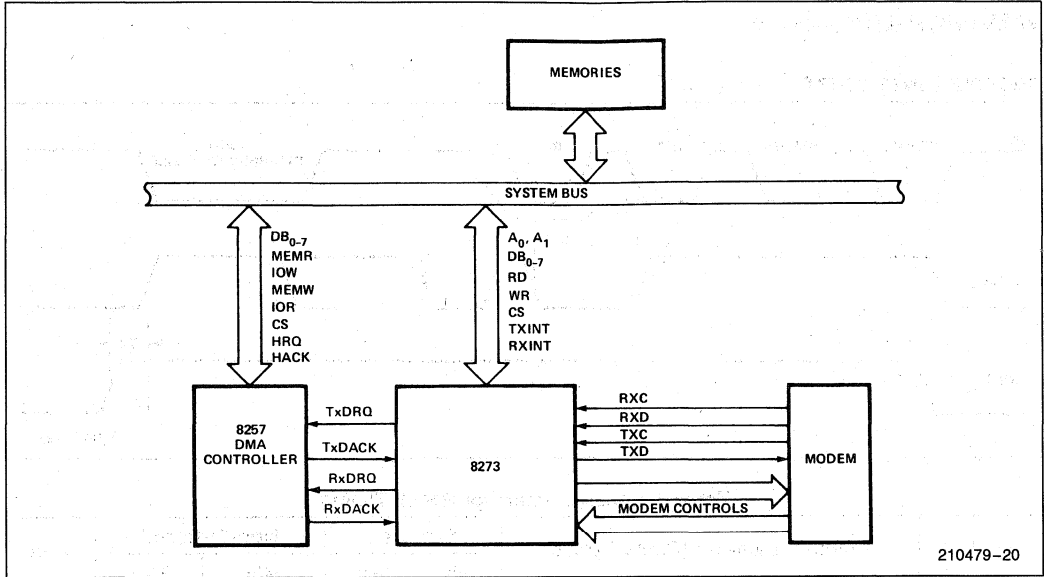 MEMORIES
SYSTEM BUS
DB0-7
MEMR
IOW
MEMW
IOR
CS
HRQ
HACK
A0, A1
DB0-7
RD
WR
CS
TXINT
RXINT
8257
DMA
CONTROLLER
TxDRQ
TxDACK
RxDRQ
RxDACK
8273
RXC
RXD
TXC
TXD
MODEM CONTROLS
MODEM
210479-20